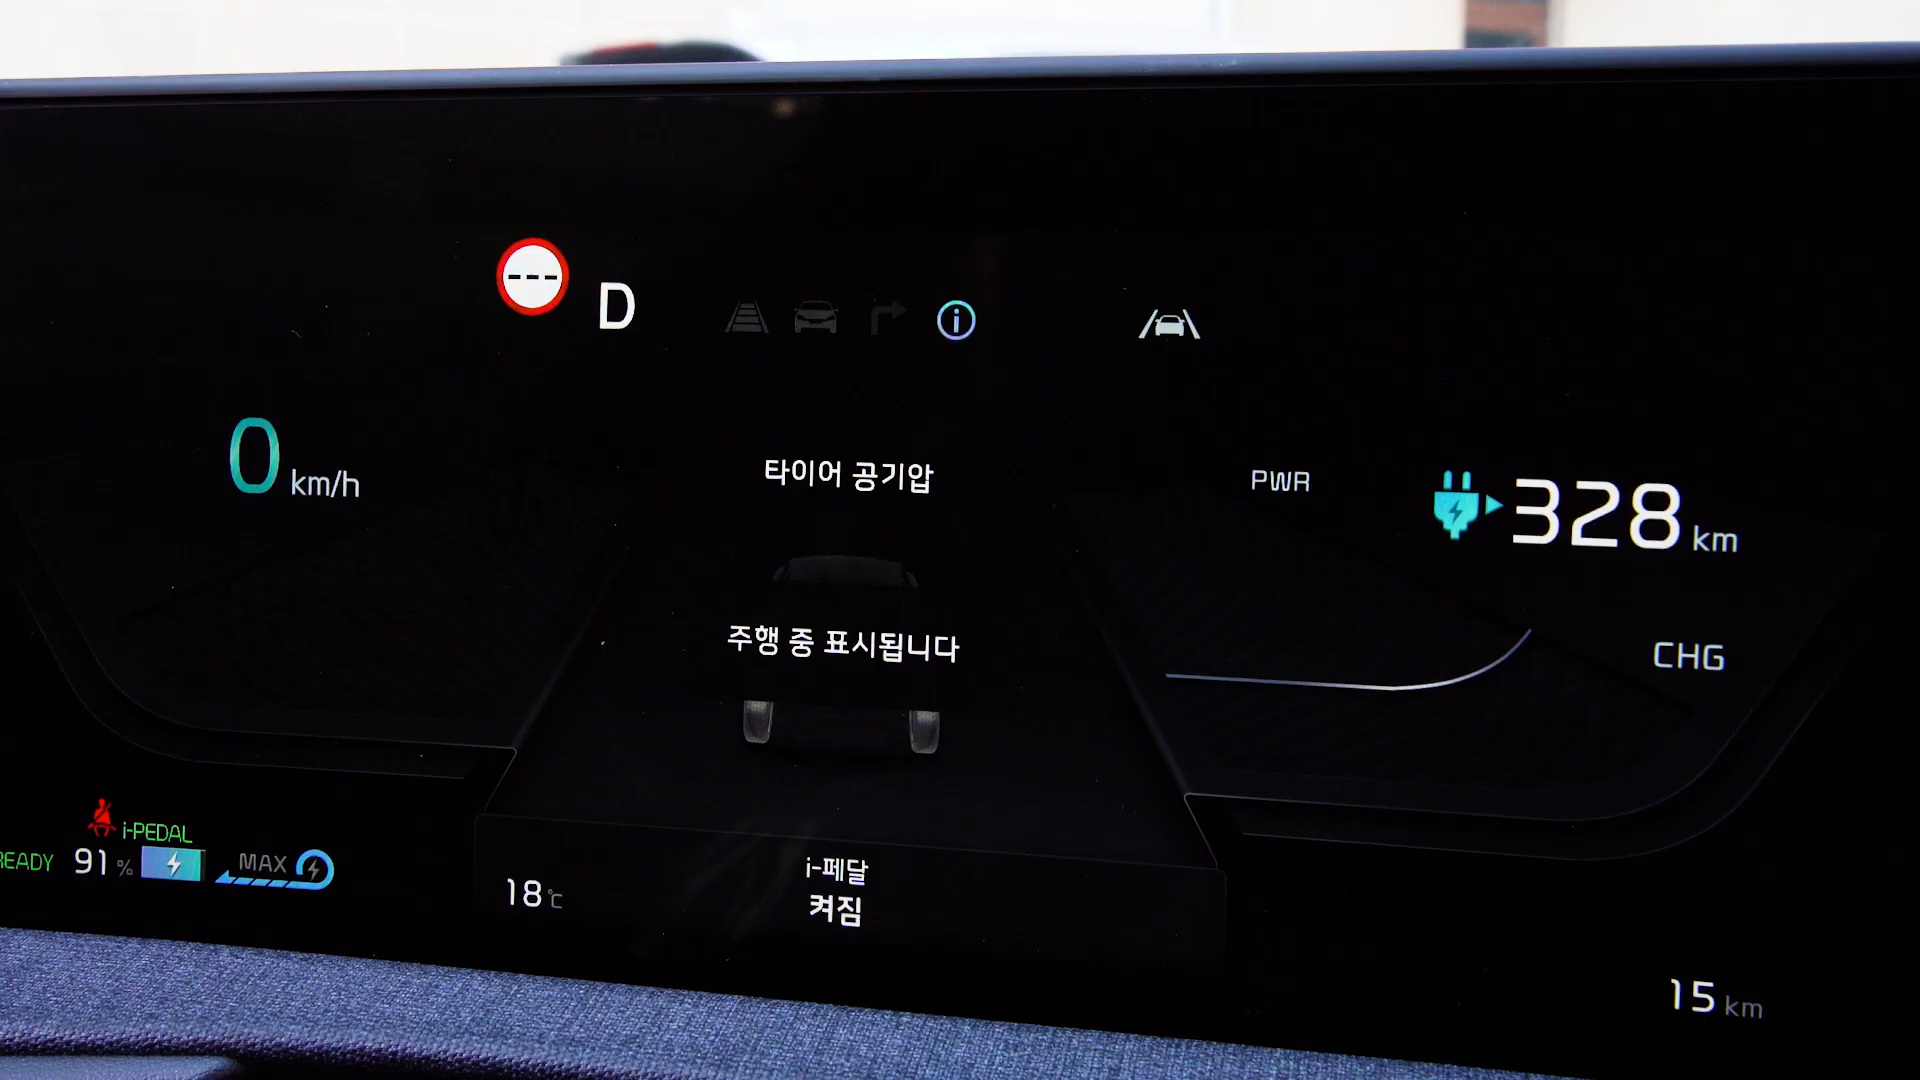 ---
D
0 km/h
타이어 공기압
PWR
328 km
주행 중 표시됩니다
CHG
i-PEDAL
READY 91 % MAX
18 ℃
i-페달
켜짐
15 km